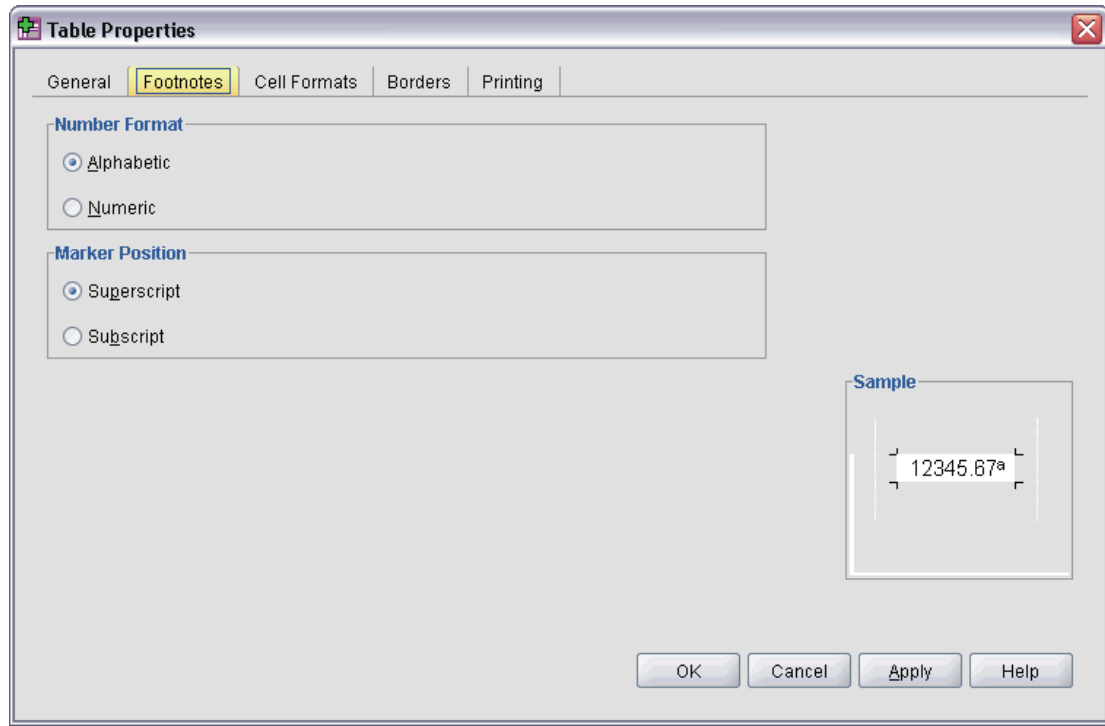 Table Properties
General Footnotes Cell Formats Borders Printing
Number Format
Alphabetic
Numeric
Marker Position
Superscript
Subscript
Sample
12345.67ᵃ
OK Cancel Apply Help